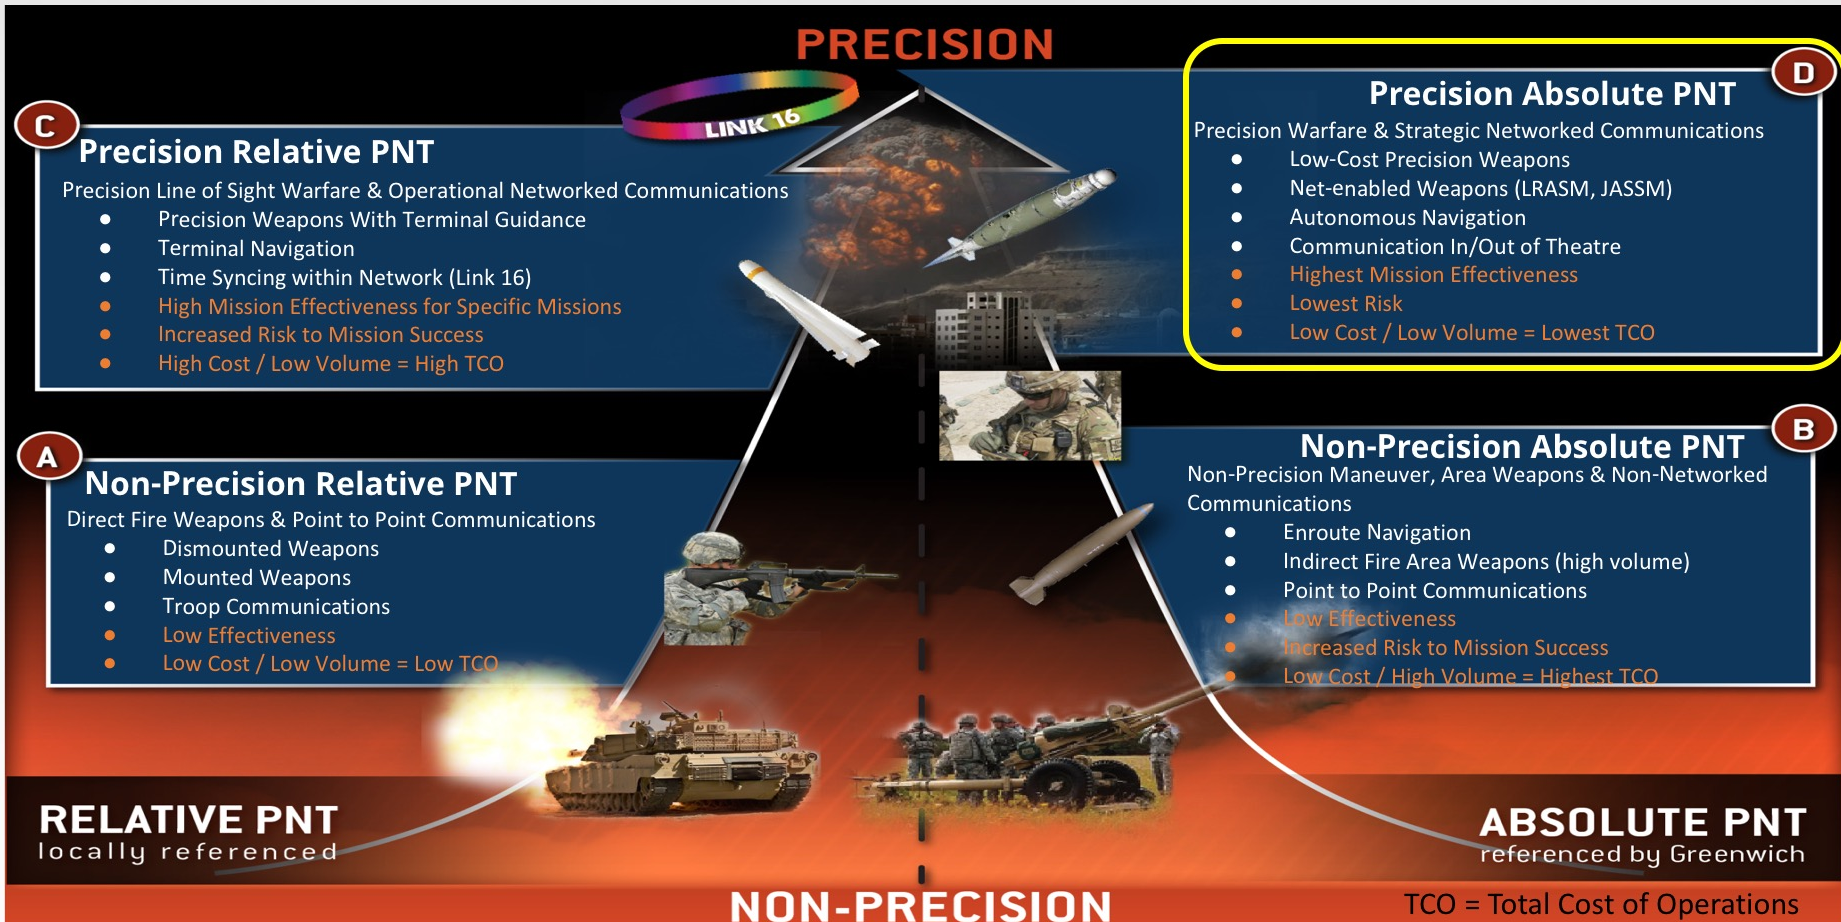 PRECISION
LINK 16
C
Precision Relative PNT
Precision Line of Sight Warfare & Operational Networked Communications
● Precision Weapons With Terminal Guidance
● Terminal Navigation
● Time Syncing within Network (Link 16)
● High Mission Effectiveness for Specific Missions
● Increased Risk to Mission Success
● High Cost / Low Volume = High TCO
D
Precision Absolute PNT
Precision Warfare & Strategic Networked Communications
● Low-Cost Precision Weapons
● Net-enabled Weapons (LRASM, JASSM)
● Autonomous Navigation
● Communication In/Out of Theatre
● Highest Mission Effectiveness
● Lowest Risk
● Low Cost / Low Volume = Lowest TCO
A
Non-Precision Relative PNT
Direct Fire Weapons & Point to Point Communications
● Dismounted Weapons
● Mounted Weapons
● Troop Communications
● Low Effectiveness
● Low Cost / Low Volume = Low TCO
B
Non-Precision Absolute PNT
Non-Precision Maneuver, Area Weapons & Non-Networked
Communications
● Enroute Navigation
● Indirect Fire Area Weapons (high volume)
● Point to Point Communications
● Low Effectiveness
● Increased Risk to Mission Success
● Low Cost / High Volume = Highest TCO
RELATIVE PNT
locally referenced
ABSOLUTE PNT
referenced by Greenwich
NON-PRECISION
TCO = Total Cost of Operations